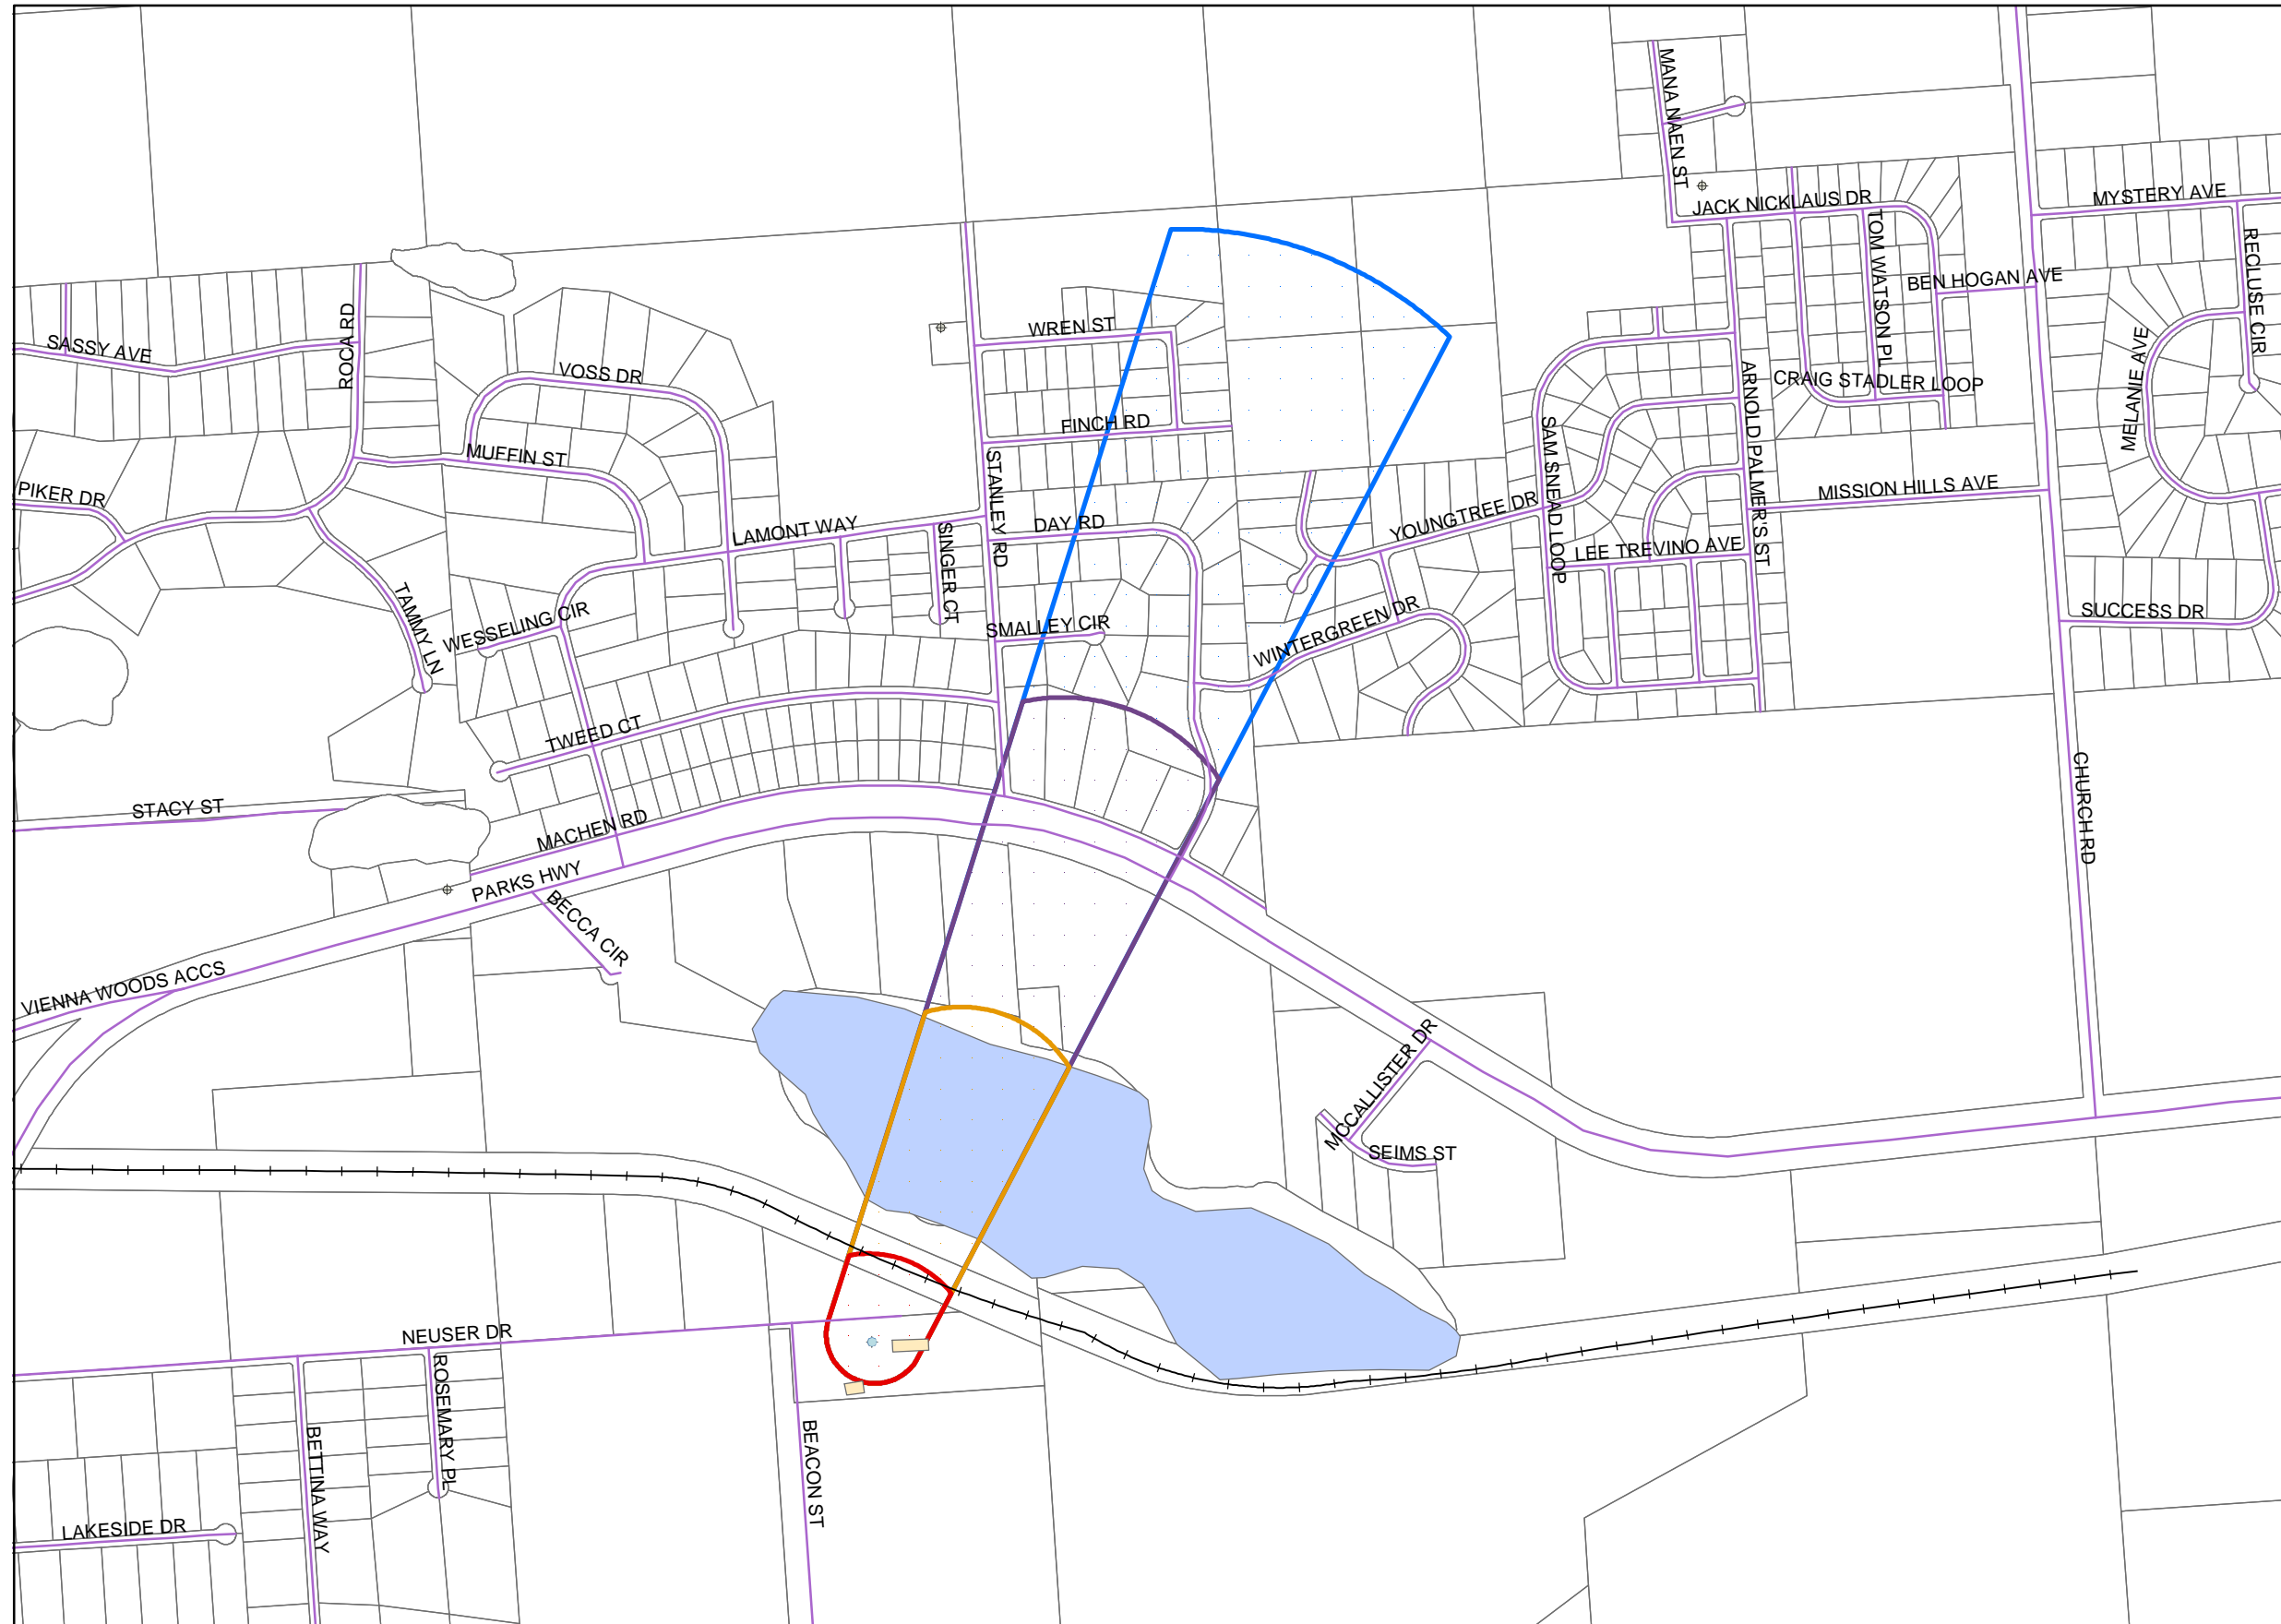 MANA NAEN ST
JACK NICKLAUS DR
MYSTERY AVE
TOM WATSON PL
RECLUSE CIR
BEN HOGAN AVE
ROCA RD
WREN ST
SASSY AVE
VOSS DR
MELANIE AVE
CRAIG STADLER LOOP
ARNOLD PALMER'S ST
FINCH RD
SAM SNEAD LOOP
MUFFIN ST
STANLEY RD
PIKER DR
MISSION HILLS AVE
YOUNGTREE DR
LAMONT WAY
DAY RD
SINGER CT
LEE TREVINO AVE
TAMMY LN
WESSELING CIR
SMALLEY CIR
WINTERGREEN DR
SUCCESS DR
TWEED CT
CHURCH RD
STACY ST
MACHEN RD
PARKS HWY
BECCA CIR
VIENNA WOODS ACCS
MCCALLISTER DR
SEIMS ST
NEUSER DR
ROSEMARY PL
BETTINA WAY
BEACON ST
LAKESIDE DR